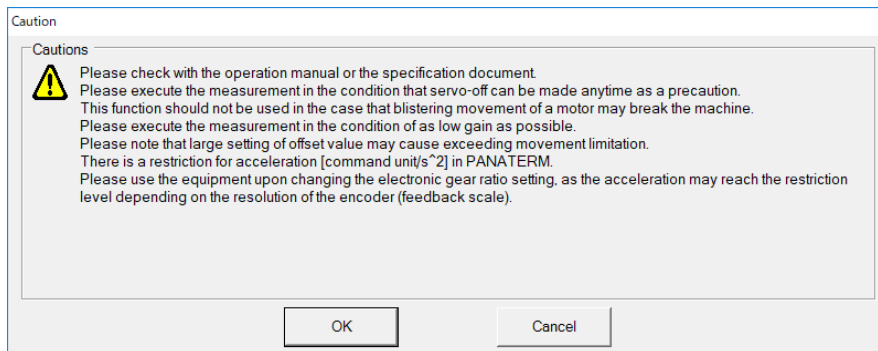 Caution
Cautions
Please check with the operation manual or the specification document.
Please execute the measurement in the condition that servo-off can be made anytime as a precaution.
This function should not be used in the case that blistering movement of a motor may break the machine.
Please execute the measurement in the condition of as low gain as possible.
Please note that large setting of offset value may cause exceeding movement limitation.
There is a restriction for acceleration [command unit/s^2] in PANATERM.
Please use the equipment upon changing the electronic gear ratio setting, as the acceleration may reach the restriction
level depending on the resolution of the encoder (feedback scale).
OK
Cancel